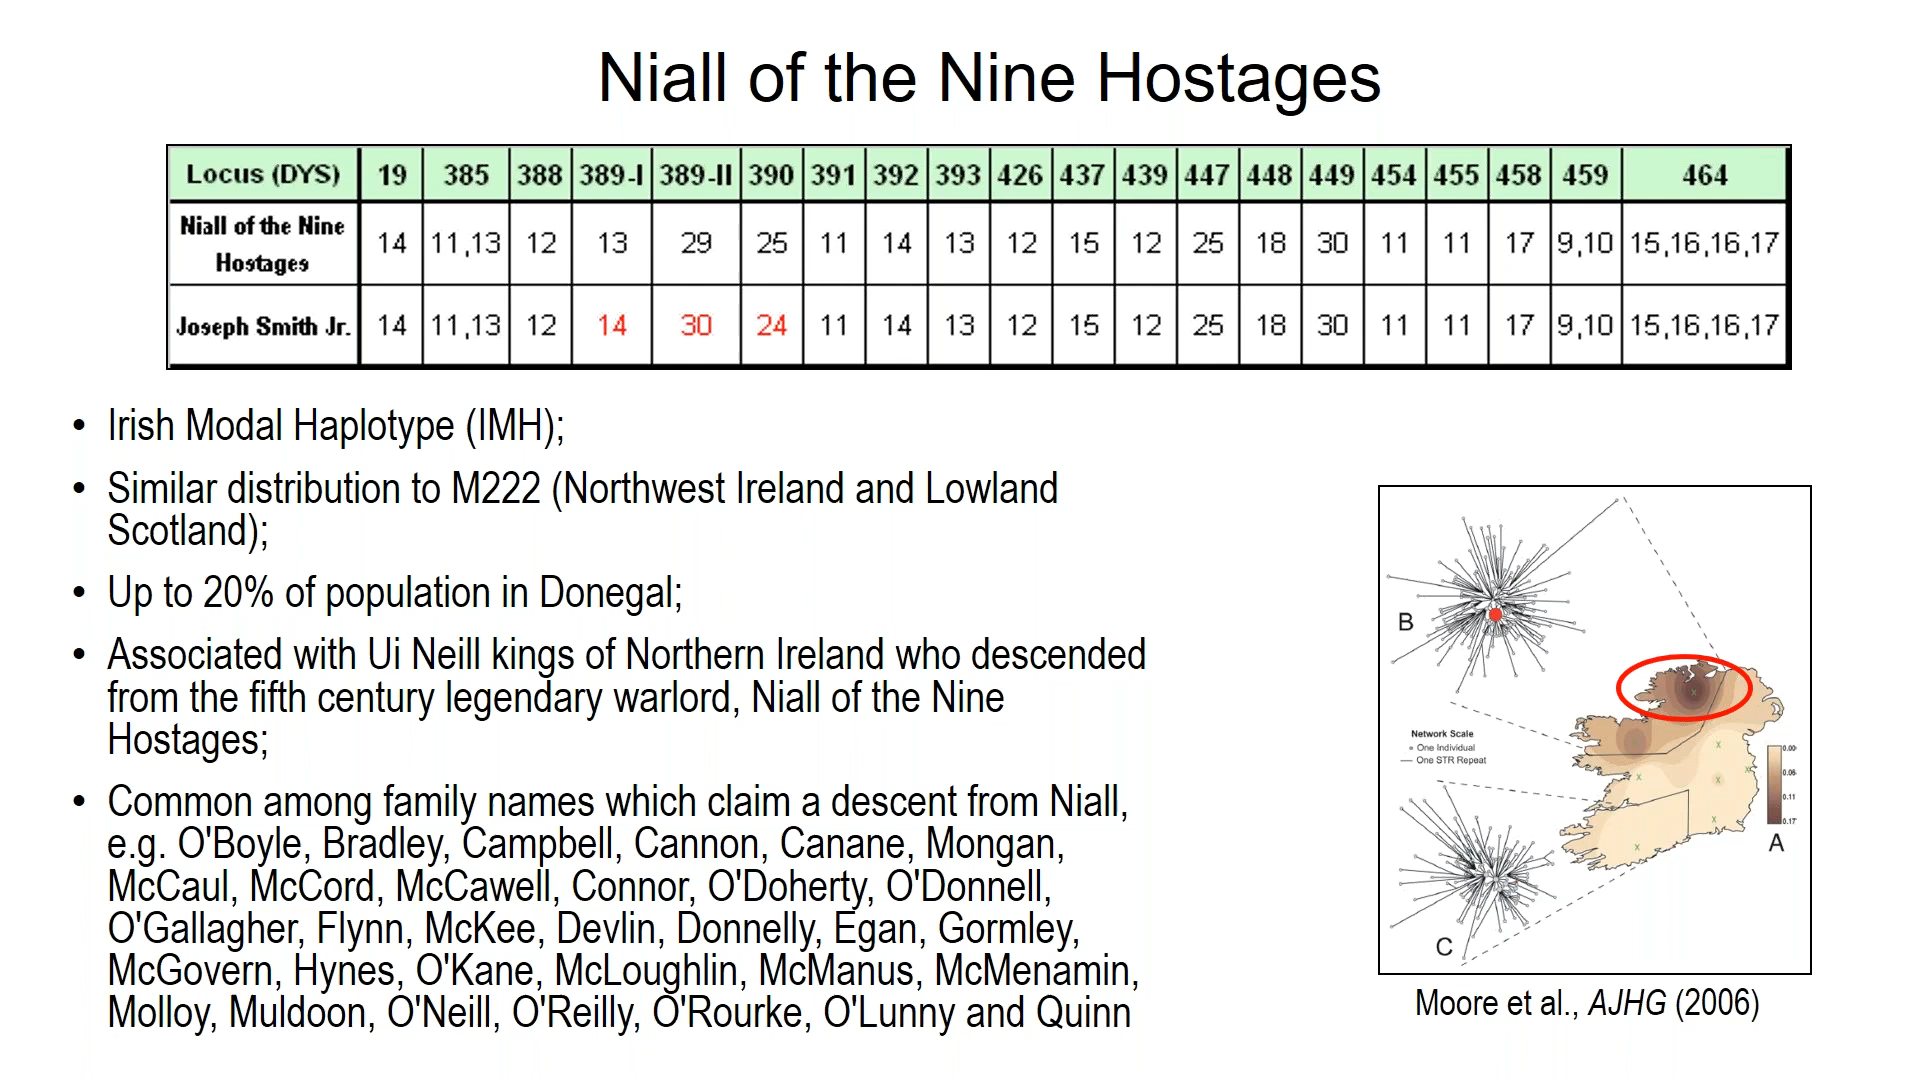 Niall of the Nine Hostages
Locus (DYS) 19 385 388 389-I 389-II 390 391 392 393 426 437 439 447 448 449 454 455 458 459 464
Niall of the Nine Hostages 14 11,13 12 13 29 25 11 14 13 12 15 12 25 18 30 11 11 17 9,10 15,16,16,17
Joseph Smith Jr. 14 11,13 12 14 30 24 11 14 13 12 15 12 25 18 30 11 11 17 9,10 15,16,16,17
• Irish Modal Haplotype (IMH);
• Similar distribution to M222 (Northwest Ireland and Lowland
Scotland);
• Up to 20% of population in Donegal;
• Associated with Ui Neill kings of Northern Ireland who descended
from the fifth century legendary warlord, Niall of the Nine
Hostages;
• Common among family names which claim a descent from Niall,
e.g. O'Boyle, Bradley, Campbell, Cannon, Canane, Mongan,
McCaul, McCord, McCawell, Connor, O'Doherty, O'Donnell,
O'Gallagher, Flynn, McKee, Devlin, Donnelly, Egan, Gormley,
McGovern, Hynes, O'Kane, McLoughlin, McManus, McMenamin,
Molloy, Muldoon, O'Neill, O'Reilly, O'Rourke, O'Lunny and Quinn
B
Network Scale
One Individual
One STR Repeat
0.00
0.06
0.11
0.17
A
C
Moore et al., AJHG (2006)